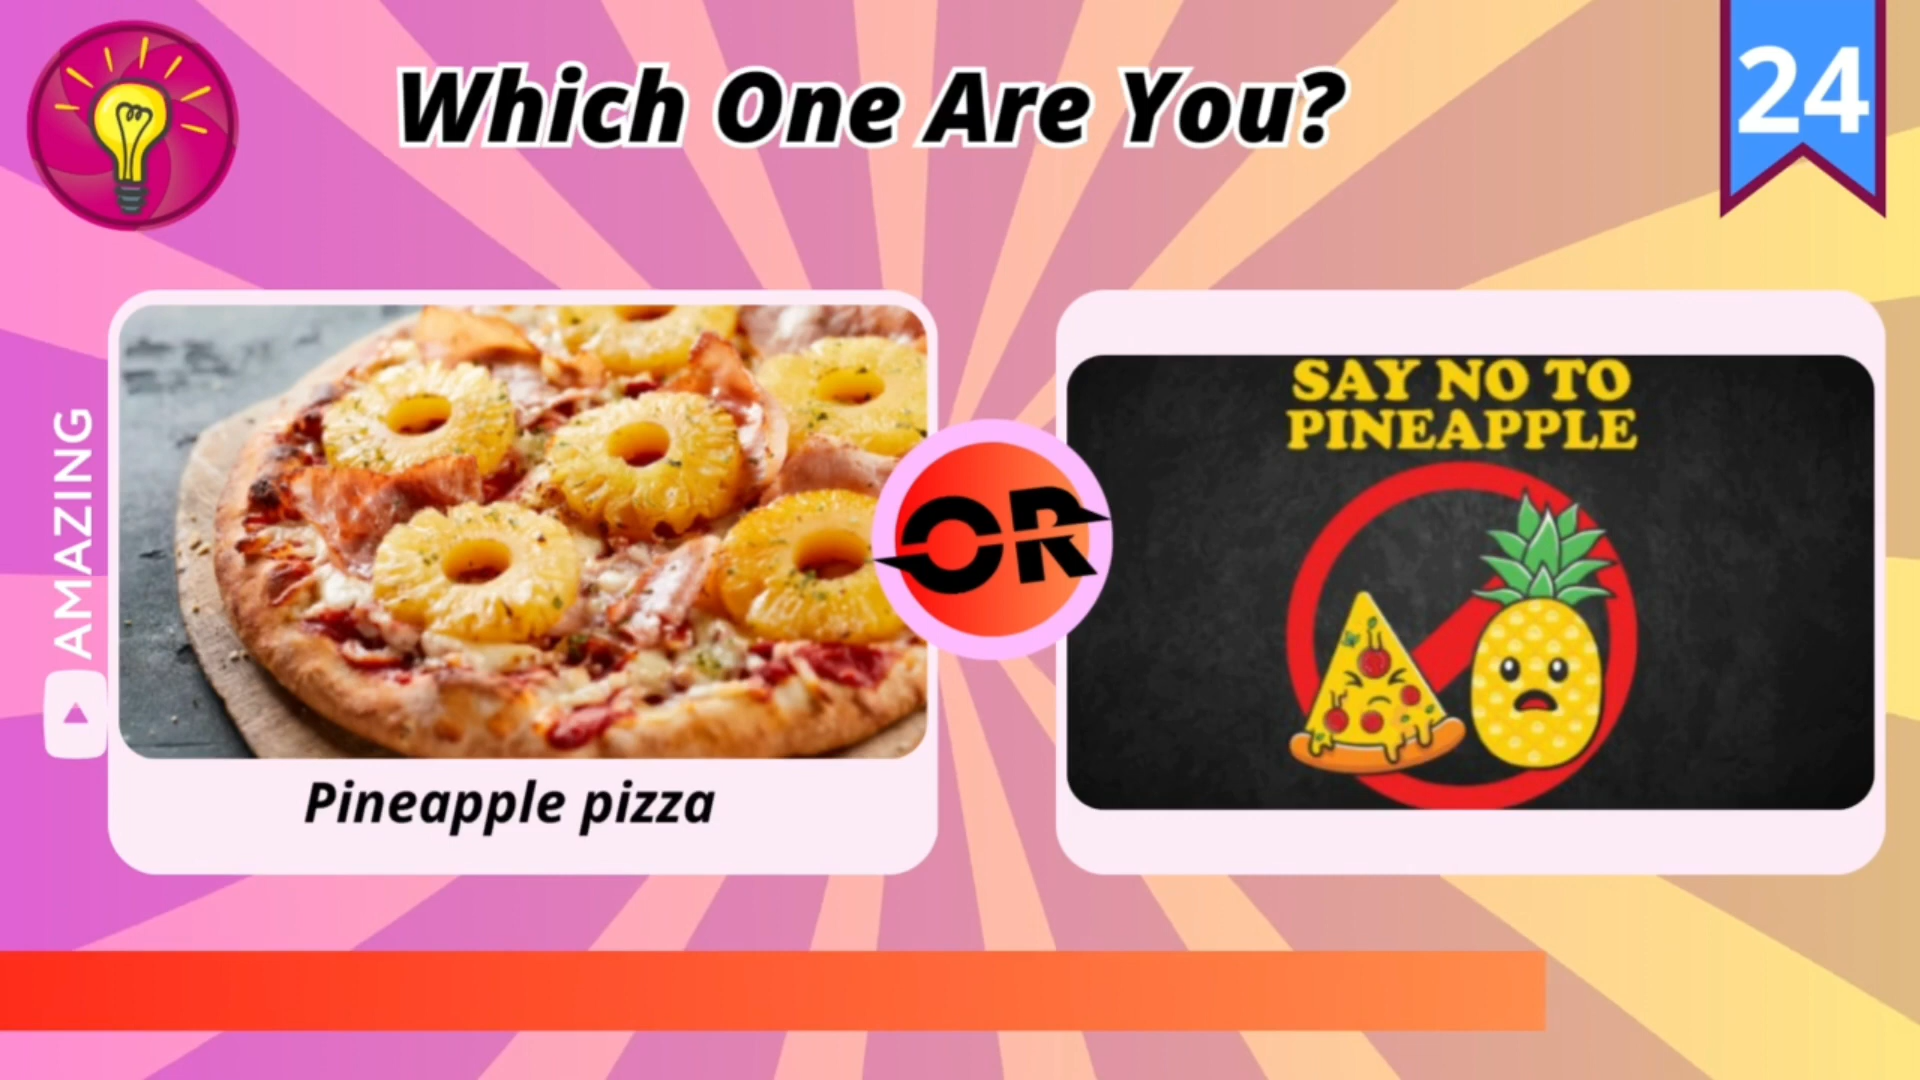 Which One Are You?
24
AMAZING
OR
Pineapple pizza
SAY NO TO
PINEAPPLE